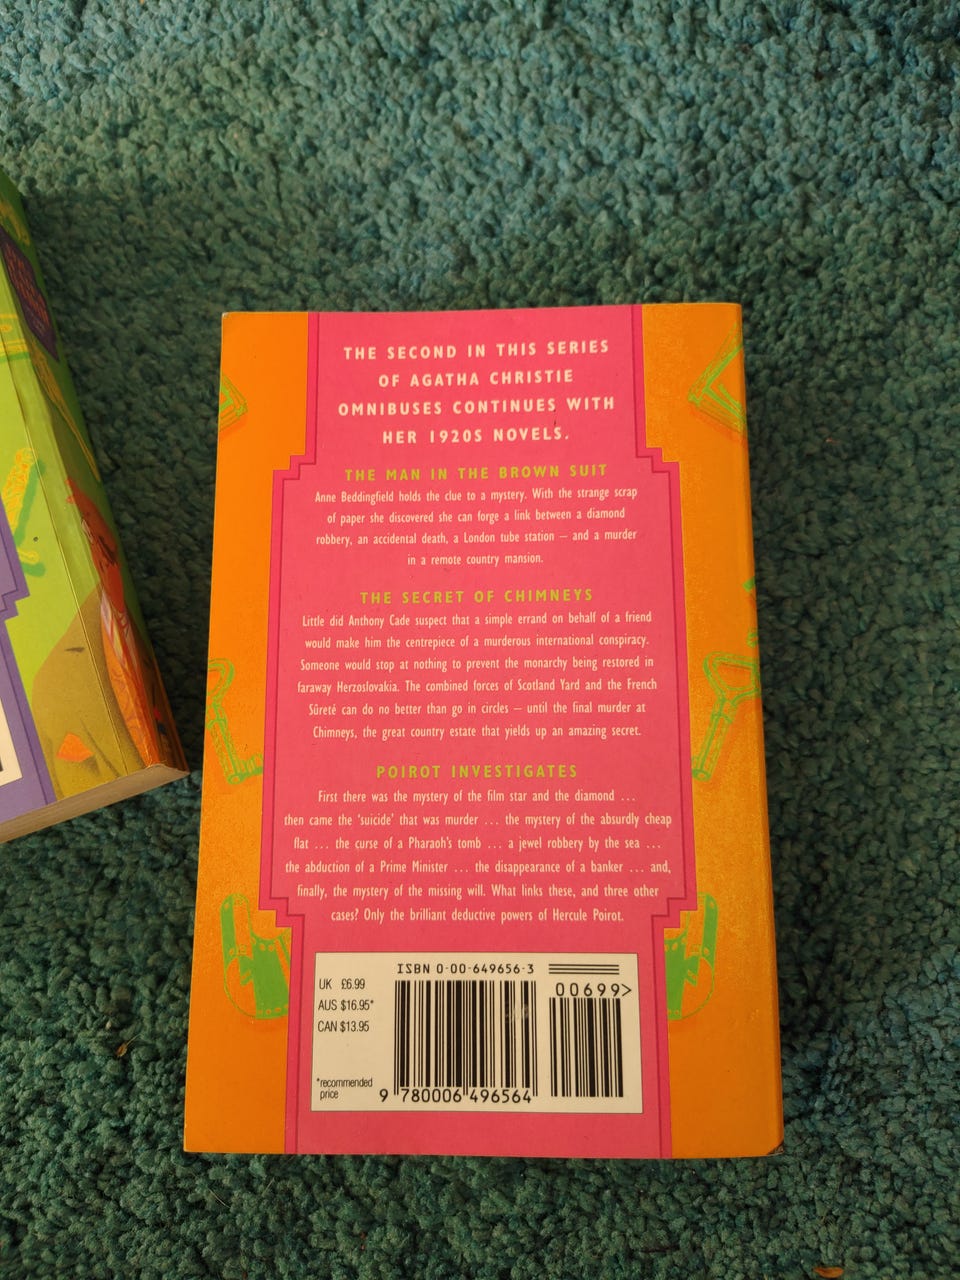 THE SECOND IN THIS SERIES
OF AGATHA CHRISTIE
OMNIBUSES CONTINUES WITH
HER 1920S NOVELS.
THE MAN IN THE BROWN SUIT
Anne Beddingfield holds the clue to a mystery. With the strange scrap
of paper she discovered she can forge a link between a diamond
robbery, an accidental death, a London tube station – and a murder
in a remote country mansion.
THE SECRET OF CHIMNEYS
Little did Anthony Cade suspect that a simple errand on behalf of a friend
would make him the centrepiece of a murderous international conspiracy.
Someone would stop at nothing to prevent the monarchy being restored in
faraway Herzoslovakia. The combined forces of Scotland Yard and the French
Sûreté can do no better than go in circles – until the final murder at
Chimneys, the great country estate that yields up an amazing secret.
POIROT INVESTIGATES
First there was the mystery of the film star and the diamond ...
then came the 'suicide' that was murder ... the mystery of the absurdly cheap
flat ... the curse of a Pharaoh's tomb ... a jewel robbery by the sea ...
the abduction of a Prime Minister ... the disappearance of a banker ... and,
finally, the mystery of the missing will. What links these, and three other
cases? Only the brilliant deductive powers of Hercule Poirot.
ISBN 0-00-649656-3
UK £6.99
AUS $16.95*
CAN $13.95
*recommended
price
00699>
9 780006 496564